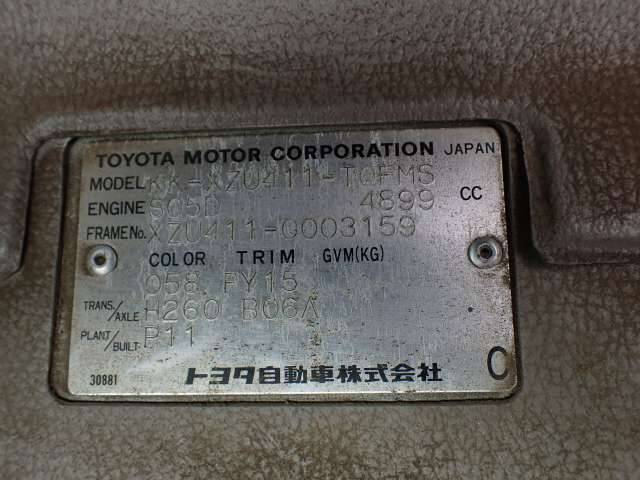 TOYOTA MOTOR CORPORATION JAPAN
MODEL KK-XZU411-TQFMS
ENGINE S05D 4899 CC
FRAME No. XZU411-0003159
COLOR TRIM GVM(KG)
058 FY15
TRANS./AXLE H260 B06A
PLANT/BUILT P11
30881 トヨタ自動車株式会社 C